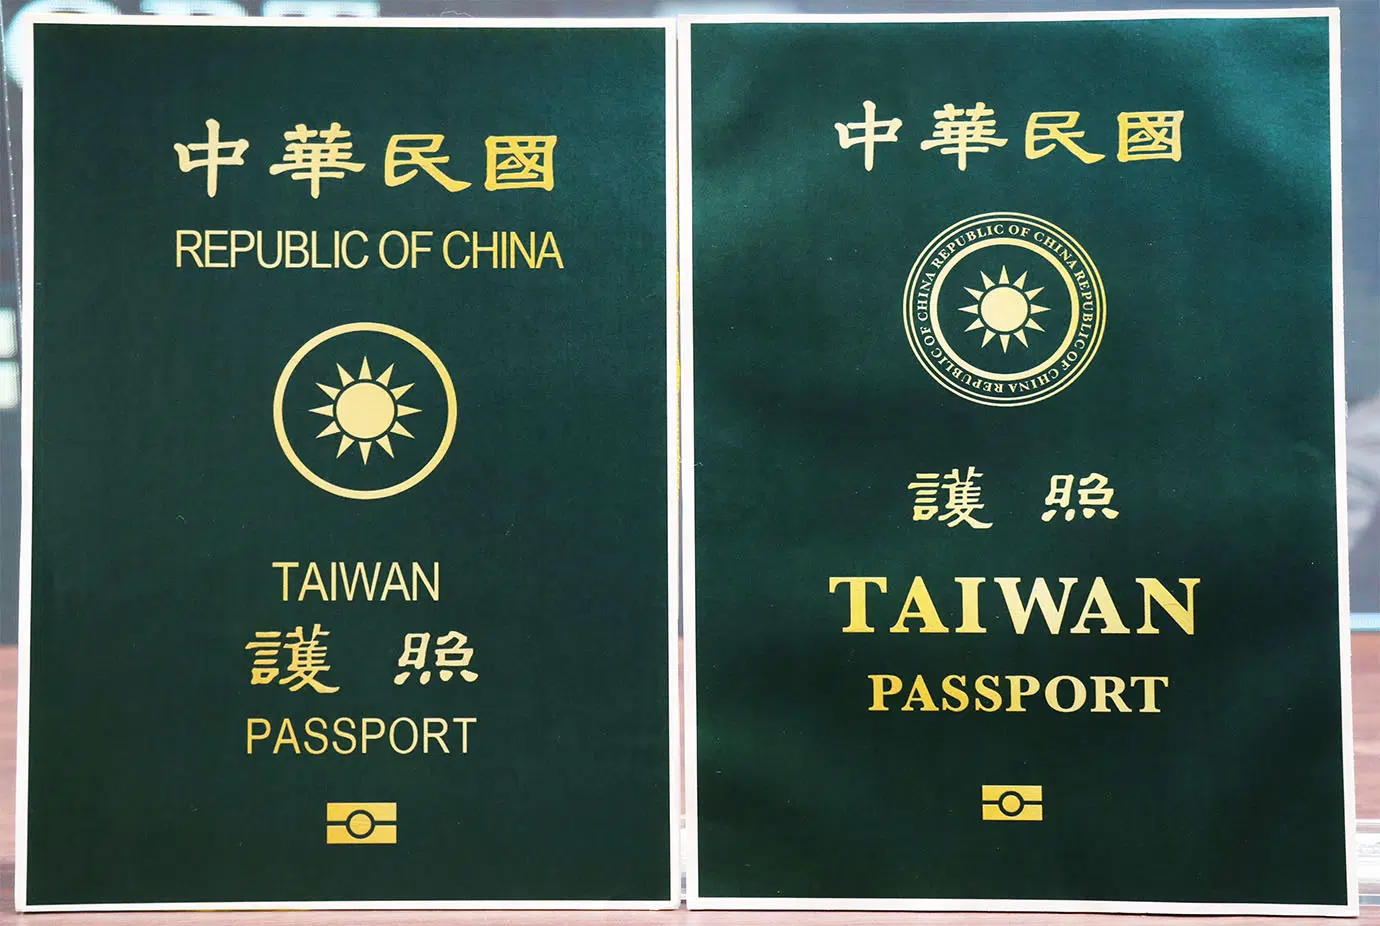 中華民國
REPUBLIC OF CHINA
TAIWAN
護照
PASSPORT
中華民國
REPUBLIC OF CHINA REPUBLIC OF CHINA REPUBLIC OF CHINA
護照
TAIWAN
PASSPORT